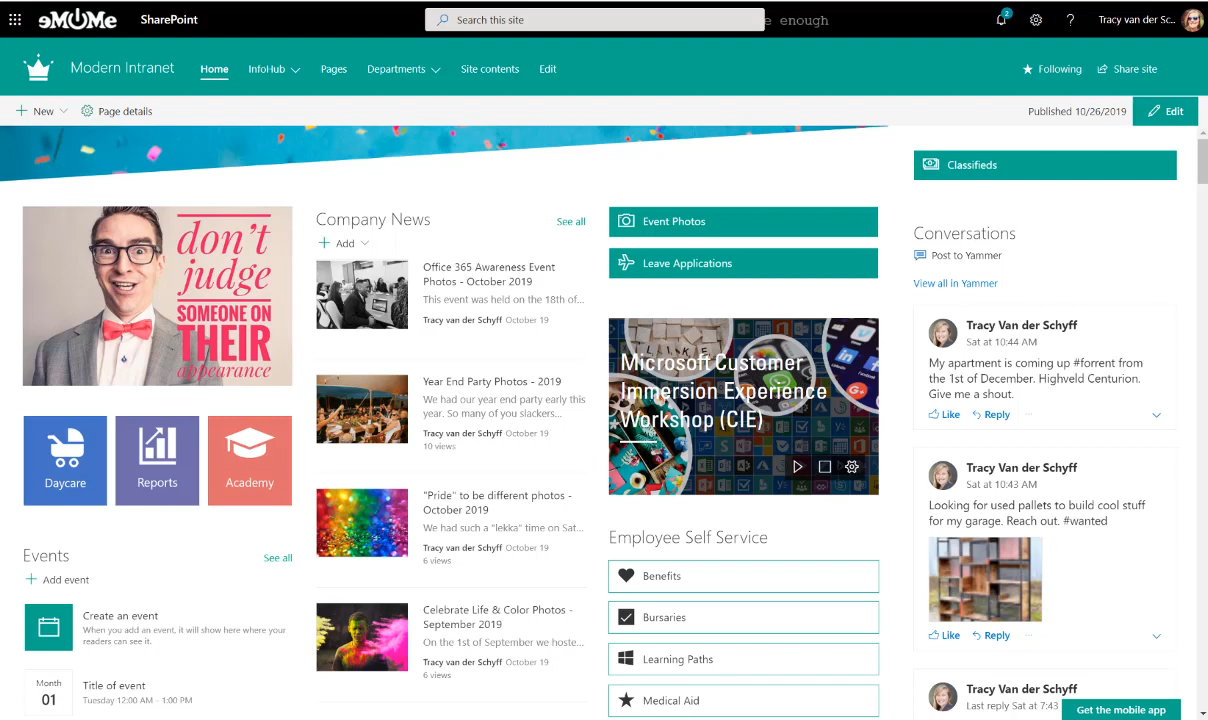 eMOMe
SharePoint
Search this site
e enough
2
Tracy van der Sc..
Modern Intranet
Home
InfoHub
Pages
Departments
Site contents
Edit
Following
Share site
New
Page details
Published 10/26/2019
Edit
don't
judge
SOMEONE ON
THEIR
appearance
Daycare
Reports
Academy
Events
See all
Add event
Create an event
When you add an event, it will show here where your
readers can see it.
Month
01
Title of event
Tuesday 12:00 AM - 1:00 PM
Company News
See all
Add
Office 365 Awareness Event
Photos - October 2019
This event was held on the 18th of...
Tracy van der Schyff October 19
Year End Party Photos - 2019
We had our year end party early this
year. So many of you slackers...
Tracy van der Schyff October 19
10 views
"Pride" to be different photos -
October 2019
We had such a "lekka" time on Sat...
Tracy van der Schyff October 19
6 views
Celebrate Life & Color Photos -
September 2019
On the 1st of September we hoste...
Tracy van der Schyff October 19
6 views
Event Photos
Leave Applications
LIKE
Microsoft Customer
Immersion Experience
Workshop (CIE)
Employee Self Service
Benefits
Bursaries
Learning Paths
Medical Aid
Classifieds
Conversations
Post to Yammer
View all in Yammer
Tracy Van der Schyff
Sat at 10:44 AM
My apartment is coming up #forrent from
the 1st of December. Highveld Centurion.
Give me a shout.
Like Reply
Tracy Van der Schyff
Sat at 10:43 AM
Looking for used pallets to build cool stuff
for my garage. Reach out. #wanted
Like Reply
Tracy Van der Schyff
Last reply Sat at 7:43
Get the mobile app